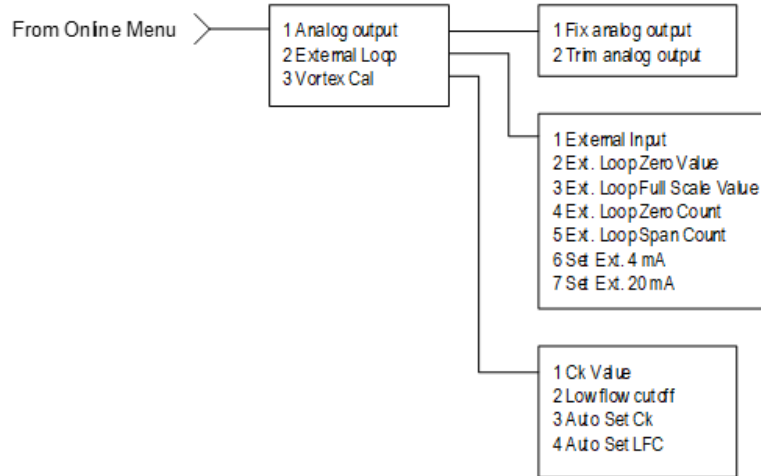 From Online Menu
1 Analog output
2 External Loop
3 Vortex Cal
1 Fix analog output
2 Trim analog output
1 External Input
2 Ext. Loop Zero Value
3 Ext. Loop Full Scale Value
4 Ext. Loop Zero Count
5 Ext. Loop Span Count
6 Set Ext. 4 mA
7 Set Ext. 20 mA
1 Ck Value
2 Low flow cutoff
3 Auto Set Ck
4 Auto Set LFC